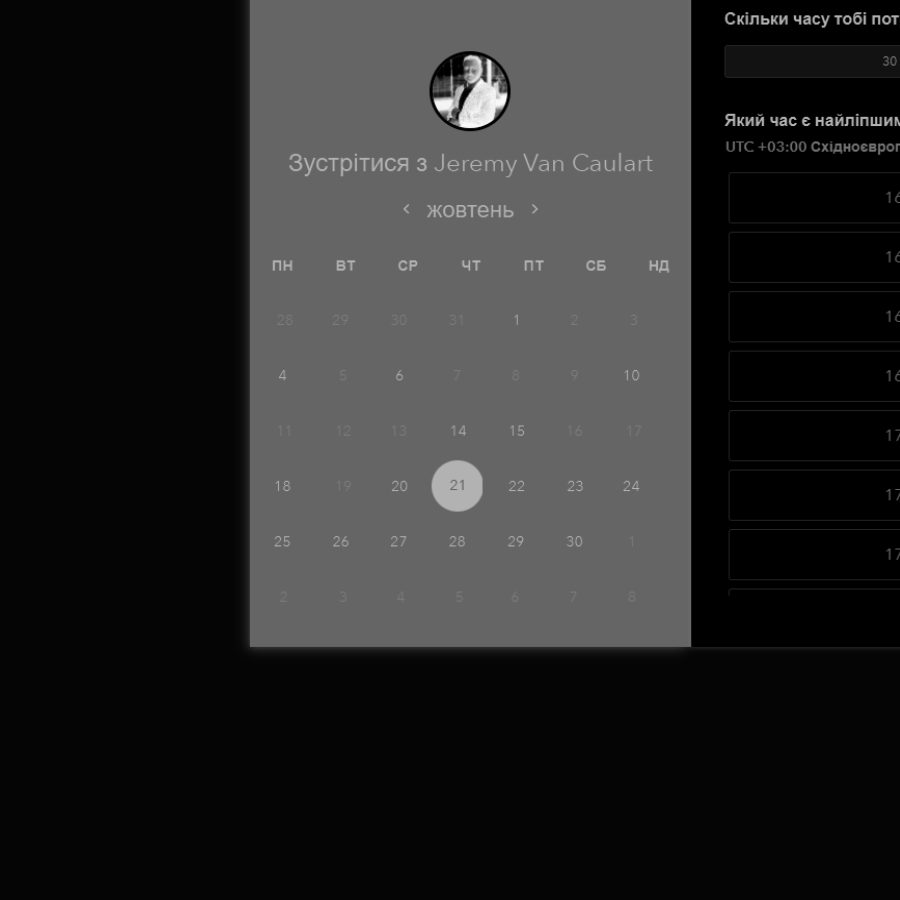 Зустрітися з Jeremy Van Caulart
жовтень
ПН ВТ СР ЧТ ПТ СБ НД
28 29 30 31 1 2 3
4 5 6 7 8 9 10
11 12 13 14 15 16 17
18 19 20 21 22 23 24
25 26 27 28 29 30 1
2 3 4 5 6 7 8
Скільки часу тобі пот
30
Який час є найліпшим
UTC +03:00 Східноєвроп
16
16
16
16
17
17
17